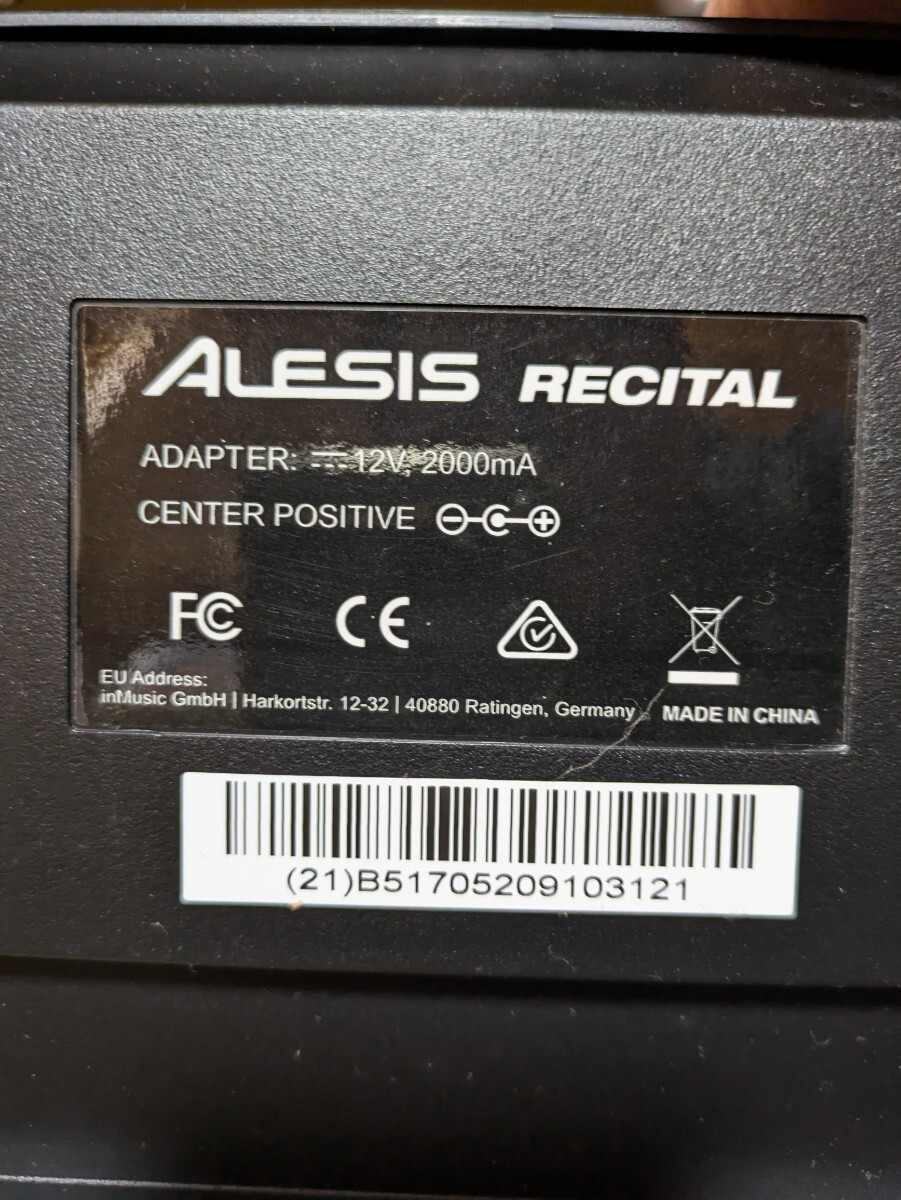 ALESIS RECITAL
ADAPTER: ⎓12V, 2000mA
CENTER POSITIVE
FC
CE
EU Address:
inMusic GmbH | Harkortstr. 12-32 | 40880 Ratingen, Germany
MADE IN CHINA
(21)B51705209103121